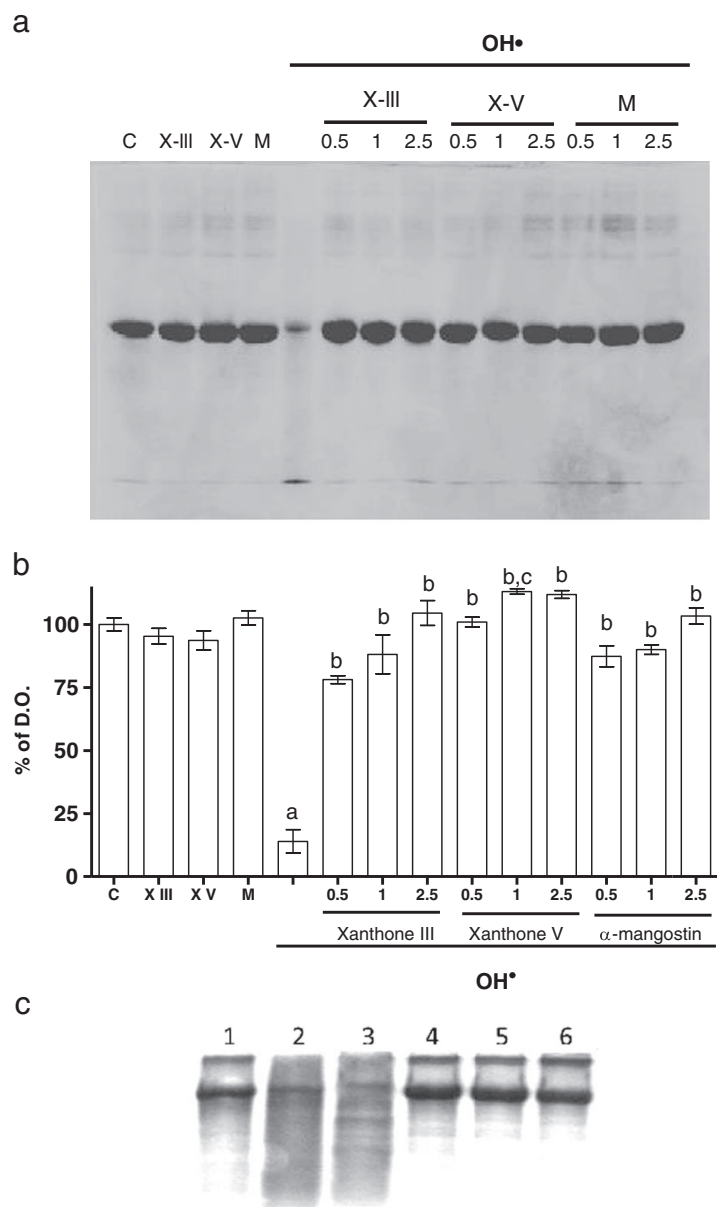 a
OH•
X-III X-V M
C X-III X-V M 0.5 1 2.5 0.5 1 2.5 0.5 1 2.5
b
% of D.O.
100
75
50
25
0
a
b b b
b b,c b
b b b
C X III X V M 0.5 1 2.5 0.5 1 2.5 0.5 1 2.5
Xanthone III Xanthone V α-mangostin
OH•
c
1 2 3 4 5 6